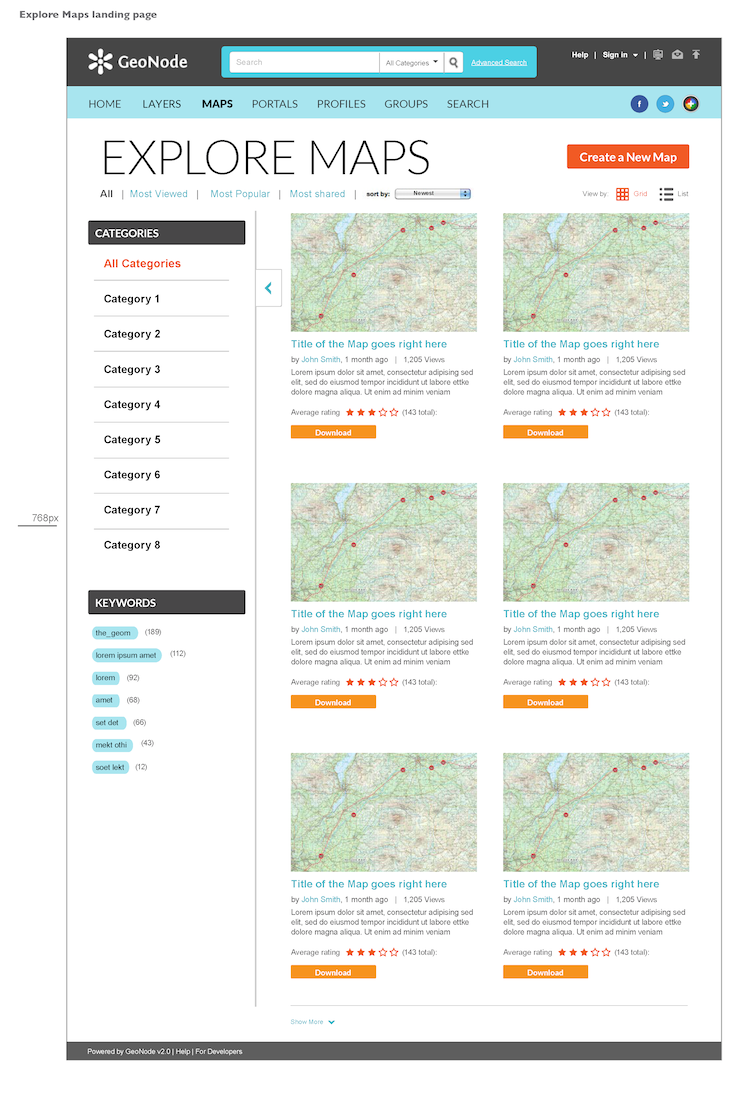 Explore Maps landing page
GeoNode
Search
All Categories
Advanced Search
Help | Sign in |
HOME LAYERS MAPS PORTALS PROFILES GROUPS SEARCH
EXPLORE MAPS
Create a New Map
All | Most Viewed | Most Popular | Most shared | sort by: Newest
View by: Grid List
CATEGORIES
All Categories
Category 1
Category 2
Category 3
Category 4
Category 5
Category 6
Category 7
Category 8
768px
KEYWORDS
the_geom (189)
lorem ipsum amet (112)
lorem (92)
amet (68)
set det (66)
mekt othi (43)
soet lekt (12)
Title of the Map goes right here
by John Smith, 1 month ago | 1,205 Views
Lorem ipsum dolor sit amet, consectetur adipising sed
elit, sed do eiusmod tempor incididunt ut labore ettke
dolore magna aliqua. Ut enim ad minim veniam
Average rating (143 total):
Download
Title of the Map goes right here
by John Smith, 1 month ago | 1,205 Views
Lorem ipsum dolor sit amet, consectetur adipising sed
elit, sed do eiusmod tempor incididunt ut labore ettke
dolore magna aliqua. Ut enim ad minim veniam
Average rating (143 total):
Download
Title of the Map goes right here
by John Smith, 1 month ago | 1,205 Views
Lorem ipsum dolor sit amet, consectetur adipising sed
elit, sed do eiusmod tempor incididunt ut labore ettke
dolore magna aliqua. Ut enim ad minim veniam
Average rating (143 total):
Download
Title of the Map goes right here
by John Smith, 1 month ago | 1,205 Views
Lorem ipsum dolor sit amet, consectetur adipising sed
elit, sed do eiusmod tempor incididunt ut labore ettke
dolore magna aliqua. Ut enim ad minim veniam
Average rating (143 total):
Download
Title of the Map goes right here
by John Smith, 1 month ago | 1,205 Views
Lorem ipsum dolor sit amet, consectetur adipising sed
elit, sed do eiusmod tempor incididunt ut labore ettke
dolore magna aliqua. Ut enim ad minim veniam
Average rating (143 total):
Download
Title of the Map goes right here
by John Smith, 1 month ago | 1,205 Views
Lorem ipsum dolor sit amet, consectetur adipising sed
elit, sed do eiusmod tempor incididunt ut labore ettke
dolore magna aliqua. Ut enim ad minim veniam
Average rating (143 total):
Download
Show More
Powered by GeoNode v2.0 | Help | For Developers